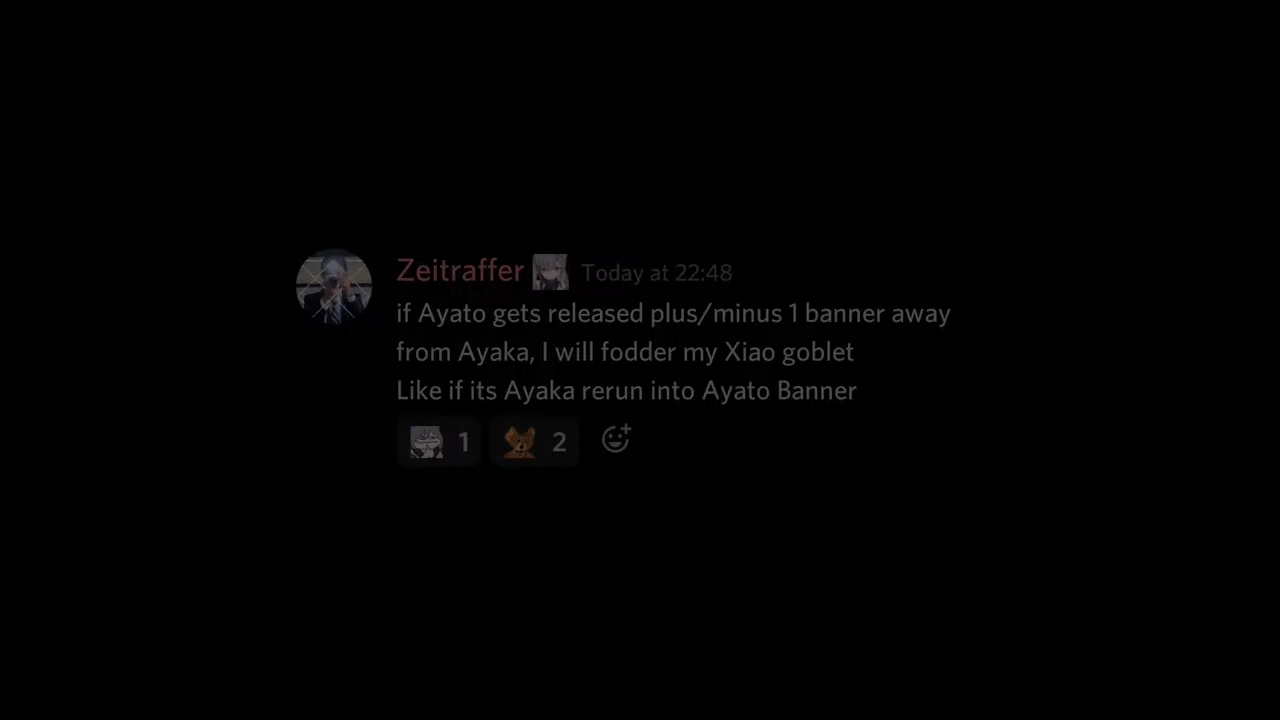 Zeitraffer Today at 22:48
if Ayato gets released plus/minus 1 banner away
from Ayaka, I will fodder my Xiao goblet
Like if its Ayaka rerun into Ayato Banner
1 2